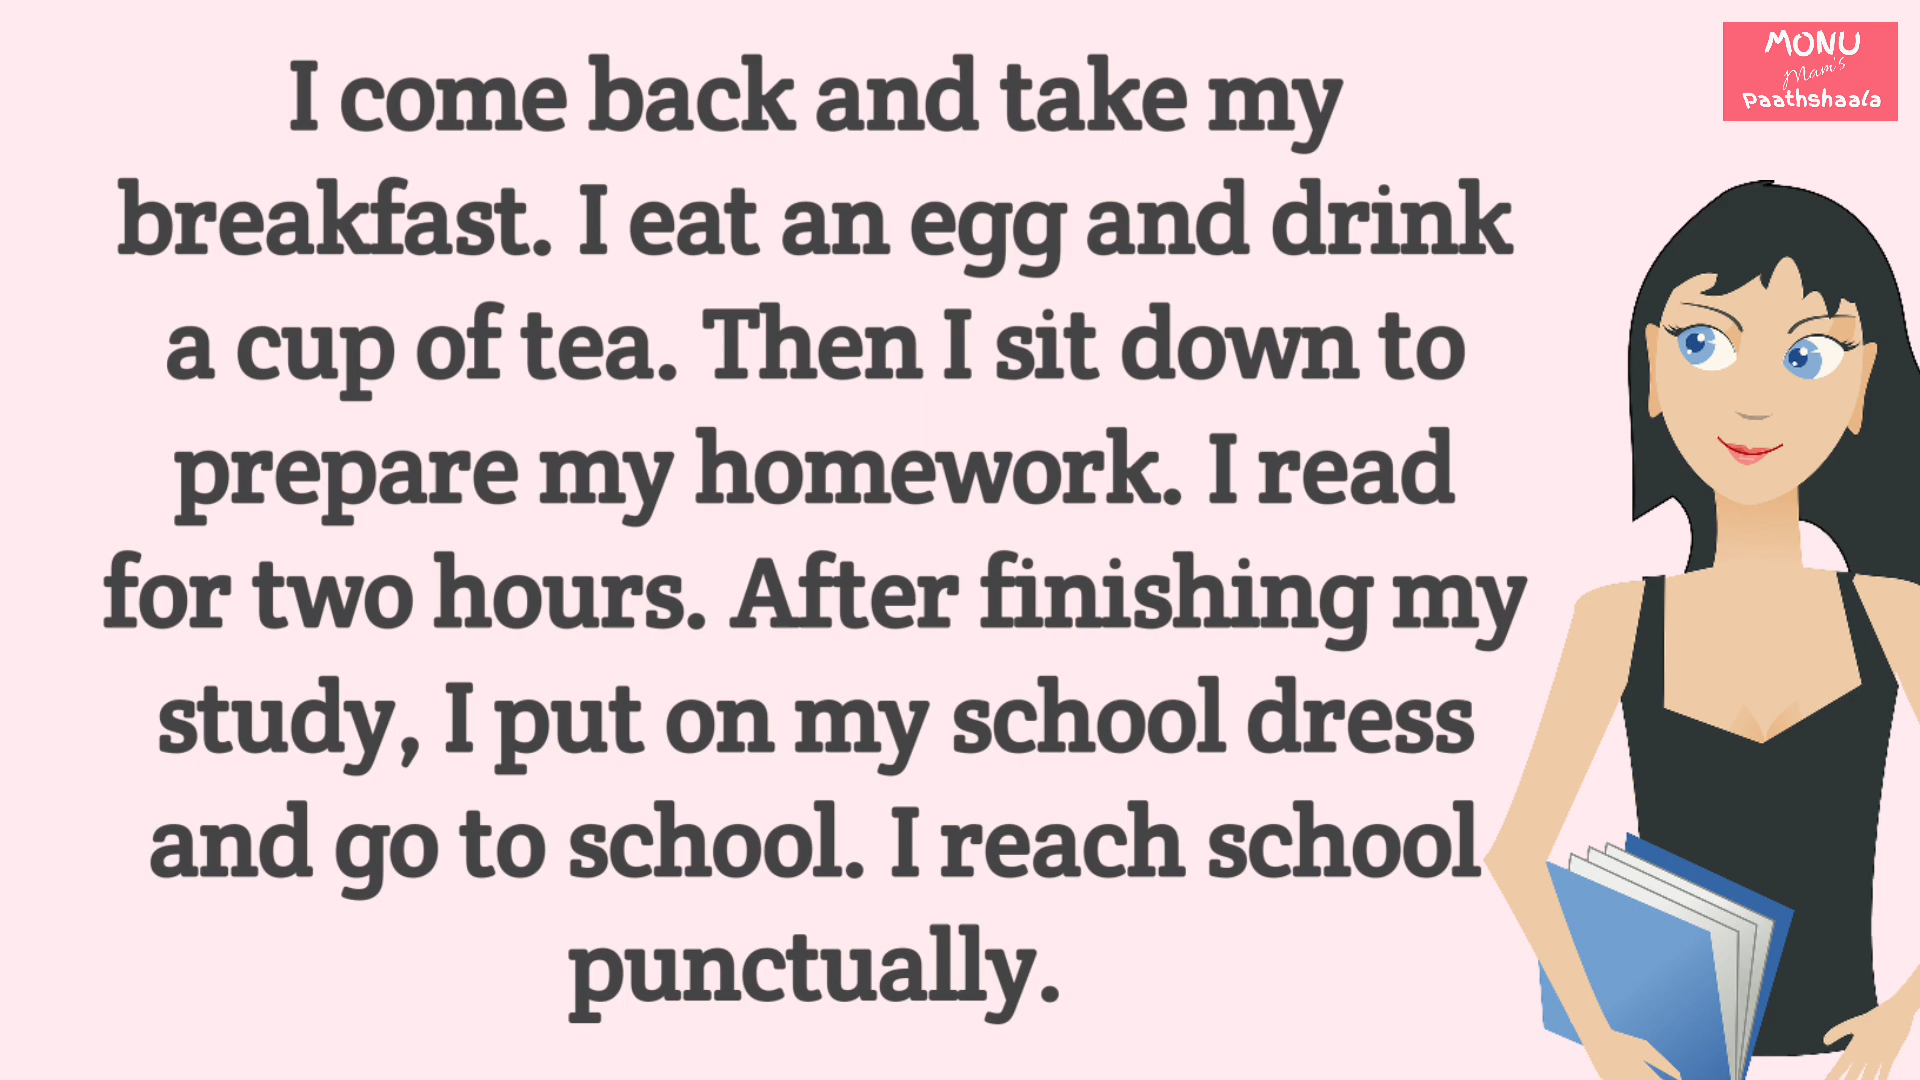 MONU
Mam's
Paathshaala
I come back and take my
breakfast. I eat an egg and drink
a cup of tea. Then I sit down to
prepare my homework. I read
for two hours. After finishing my
study, I put on my school dress
and go to school. I reach school
punctually.